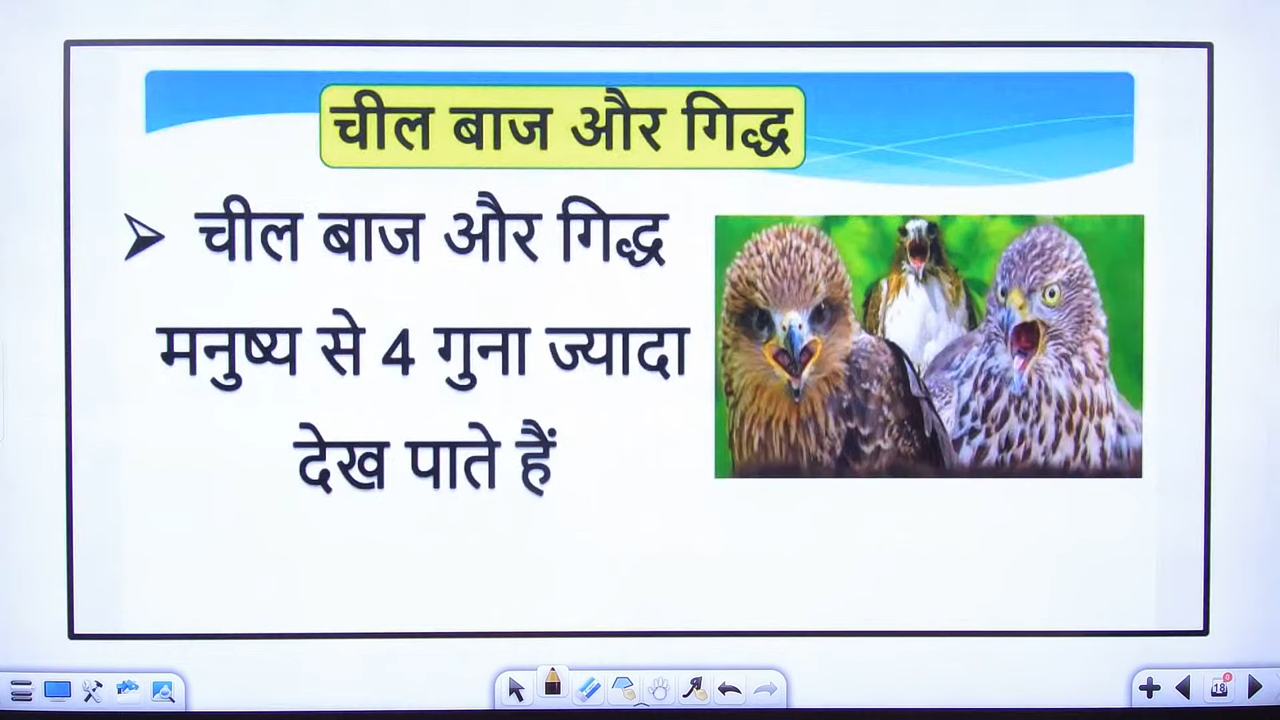 चील बाज और गिद्ध
➢ चील बाज और गिद्ध
मनुष्य से 4 गुना ज्यादा
देख पाते हैं